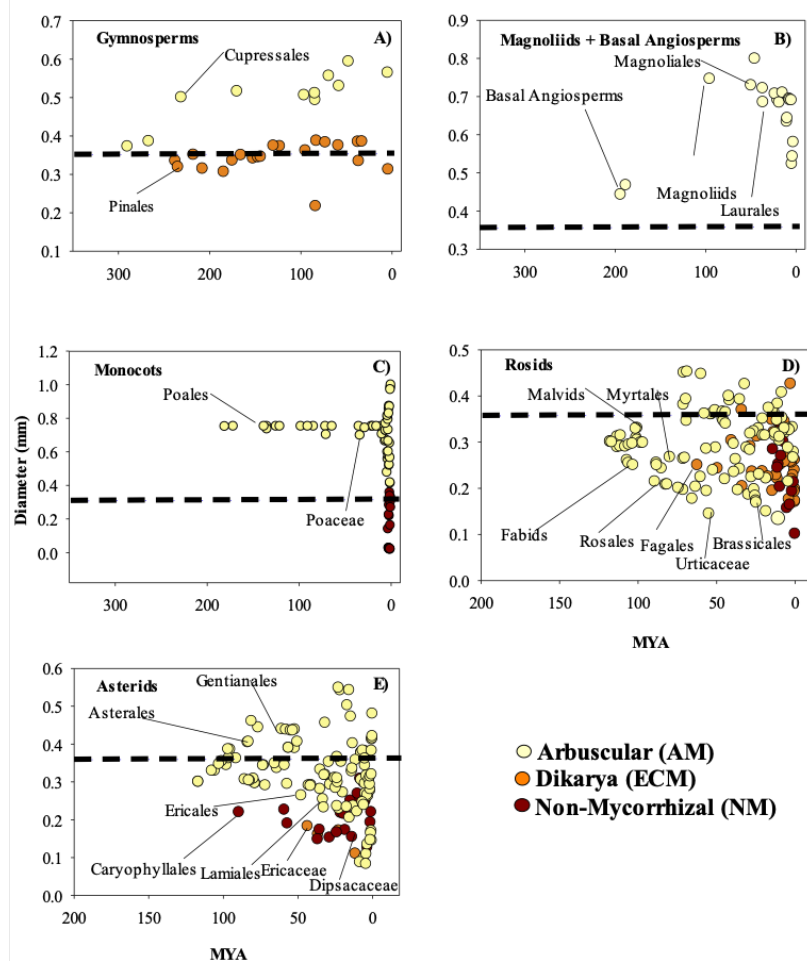 Gymnosperms
A)
Cupressales
Pinales
0.7
0.6
0.5
0.4
0.3
0.2
0.1
300
200
100
0
Magnoliids + Basal Angiosperms
B)
Magnoliales
Basal Angiosperms
Magnoliids
Laurales
0.9
0.8
0.7
0.6
0.5
0.4
0.3
300
200
100
0
Monocots
C)
Poales
Poaceae
1.2
1.0
0.8
0.6
0.4
0.2
0.0
300
200
100
0
Diameter (mm)
Rosids
D)
Malvids
Myrtales
Fabids
Rosales
Fagales
Urticaceae
Brassicales
0.5
0.4
0.3
0.2
0.1
0.0
200
150
100
50
0
MYA
Asterids
E)
Gentianales
Asterales
Ericales
Caryophyllales
Lamiales
Ericaceae
Dipsacaceae
0.6
0.5
0.4
0.3
0.2
0.1
0.0
200
150
100
50
0
MYA
Arbuscular (AM)
Dikarya (ECM)
Non-Mycorrhizal (NM)